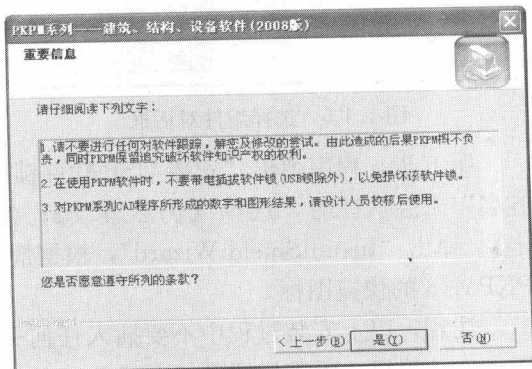 PKPM系列——建筑、结构、设备软件(2008版)
重要信息
请仔细阅读下列文字：
1.请不要进行任何对软件跟踪，解密及修改的尝试。由此造成的后果PKPM概不负
责，同时PKPM保留追究破坏软件知识产权的权利。
2.在使用PKPM软件时，不要带电插拔软件锁(USB锁除外)，以免损坏该软件锁。
3.对PKPM系列CAD程序所形成的数字和图形结果，请设计人员校核后使用。
您是否愿意遵守所列的条款？
<上一步(B) 是(Y) 否(N)